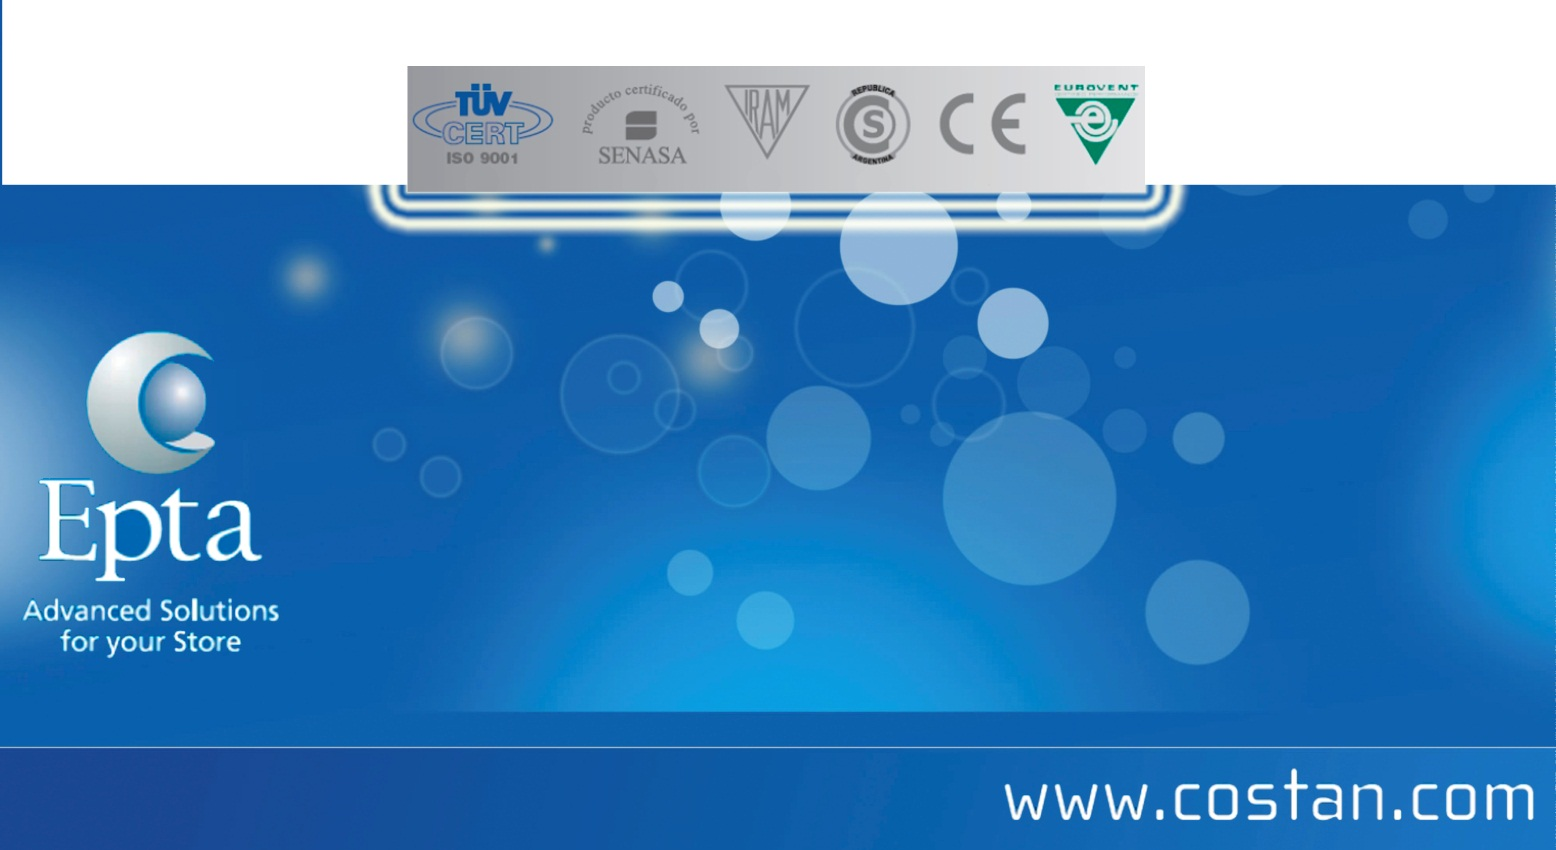 TÜV
CERT
ISO 9001
producto certificado por
SENASA
IRAM
REPUBLICA
S
ARGENTINA
CE
EUROVENT
e
Epta
Advanced Solutions
for your Store
www.costan.com